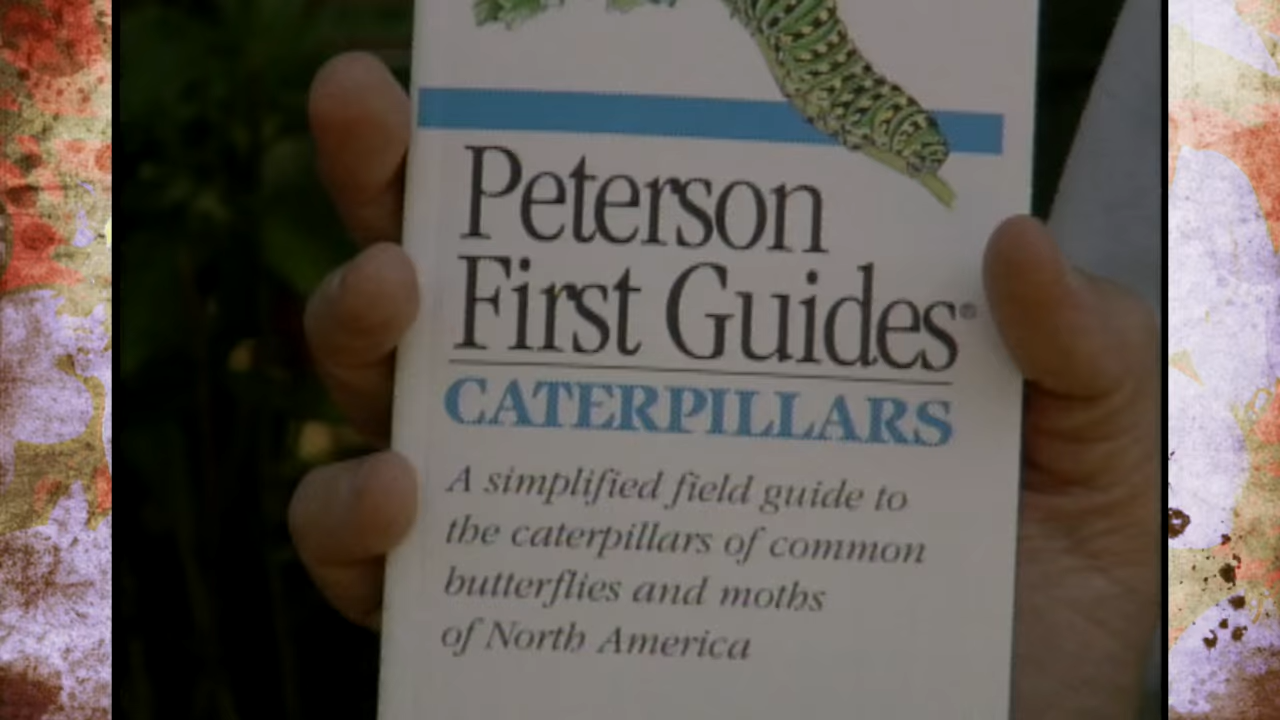 Peterson
First Guides®
CATERPILLARS
A simplified field guide to
the caterpillars of common
butterflies and moths
of North America